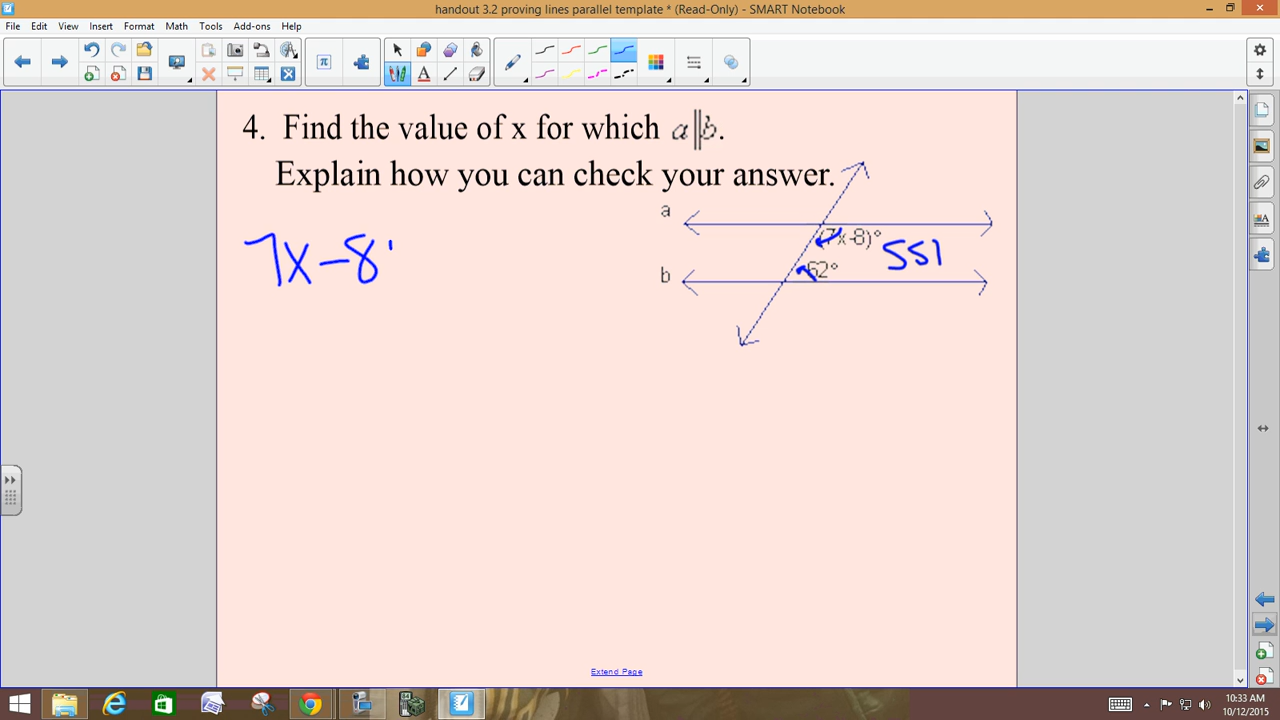 handout 3.2 proving lines parallel template * (Read-Only) - SMART Notebook
File Edit View Insert Format Math Tools Add-ons Help
4. Find the value of x for which a||b.
Explain how you can check your answer.
a
(7x-8)°
SSI
7x-8
b
62°
Extend Page
10:33 AM
10/12/2015